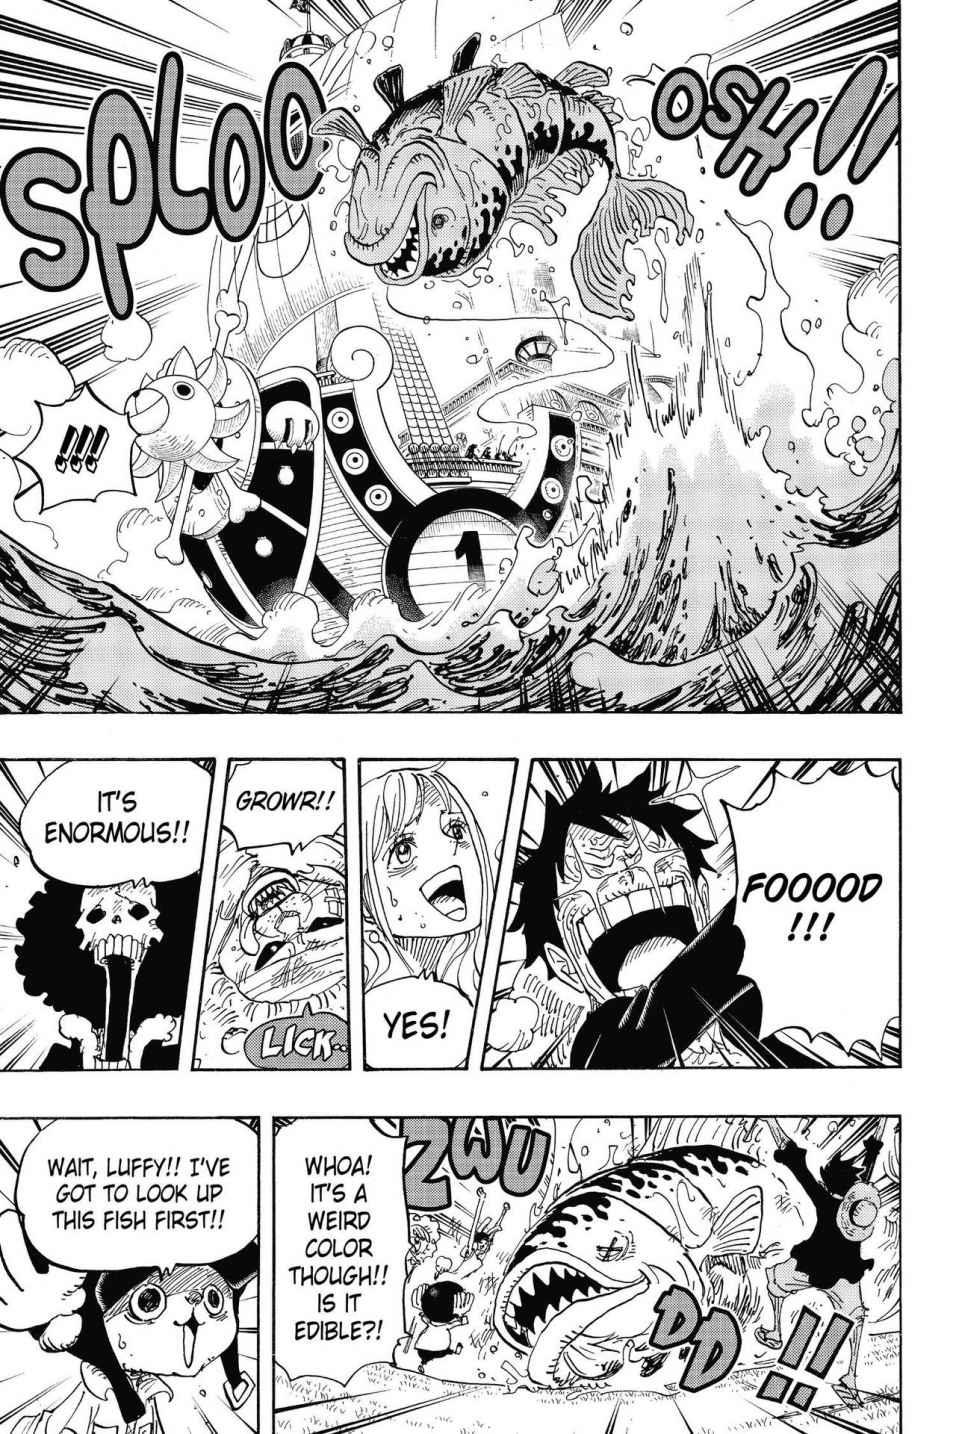 SPLOO
OSH!!
!!!
1
FOOOOD
!!!
YES!
GROWR!!
LICK..
IT'S
ENORMOUS!!
ZWU
DD!!
WHOA!
IT'S A
WEIRD
COLOR
THOUGH!!
IS IT
EDIBLE?!
WAIT, LUFFY!! I'VE
GOT TO LOOK UP
THIS FISH FIRST!!